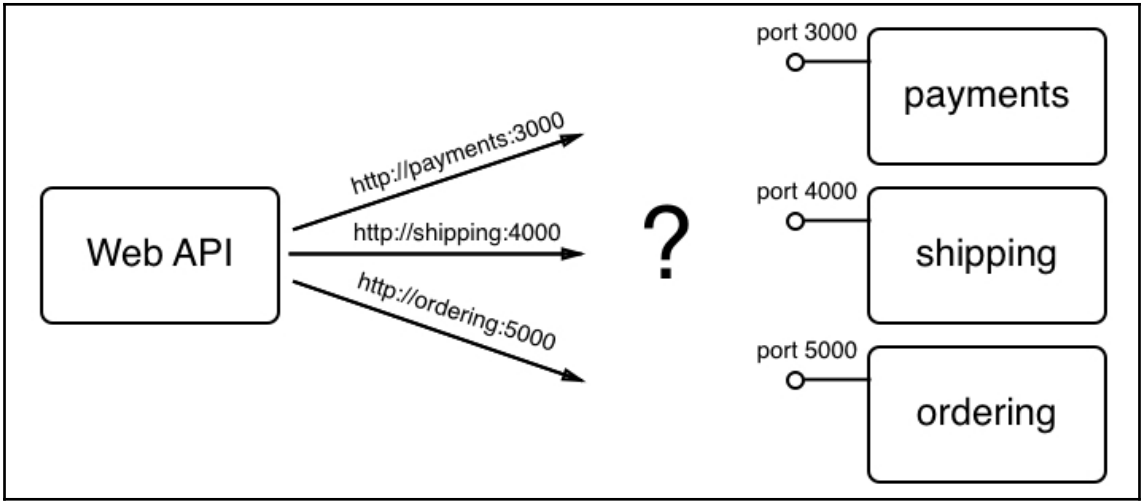 port 3000
payments
http://payments:3000
port 4000
Web API
http://shipping:4000
?
shipping
http://ordering:5000
port 5000
ordering